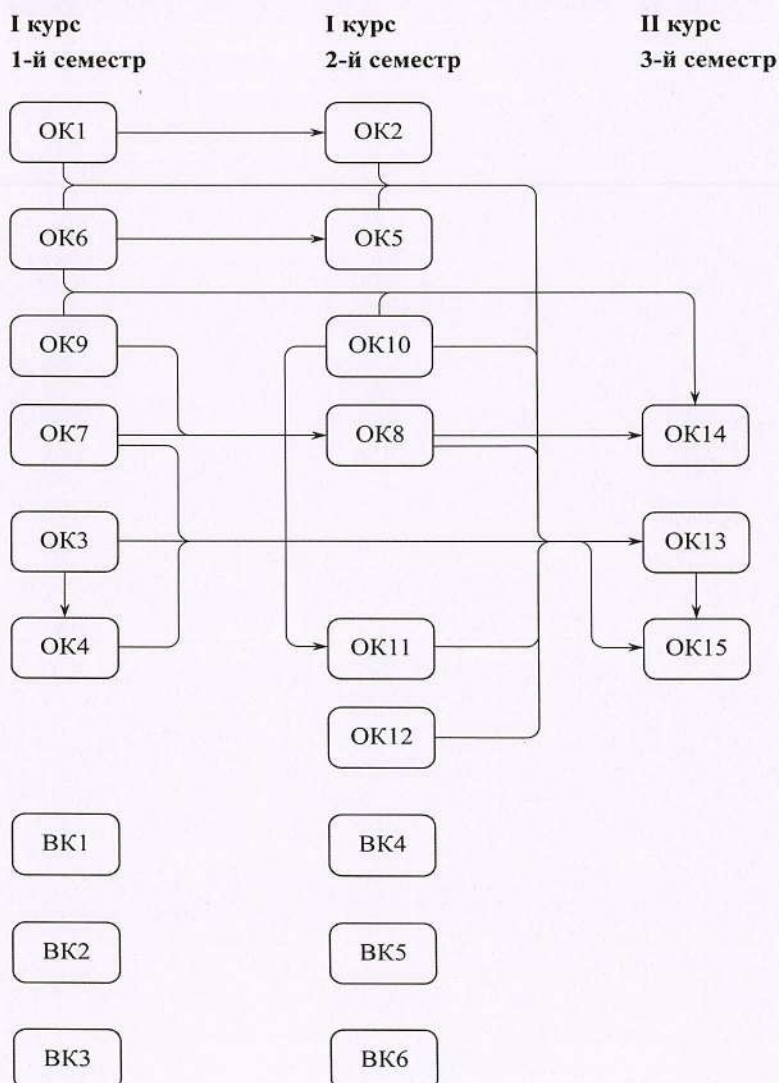 I курс I курс II курс
1-й семестр 2-й семестр 3-й семестр
ОК1 ОК2
ОК6 ОК5
ОК9 ОК10
ОК7 ОК8 ОК14
ОК3 ОК13
ОК4 ОК11 ОК15
ОК12
ВК1 ВК4
ВК2 ВК5
ВК3 ВК6